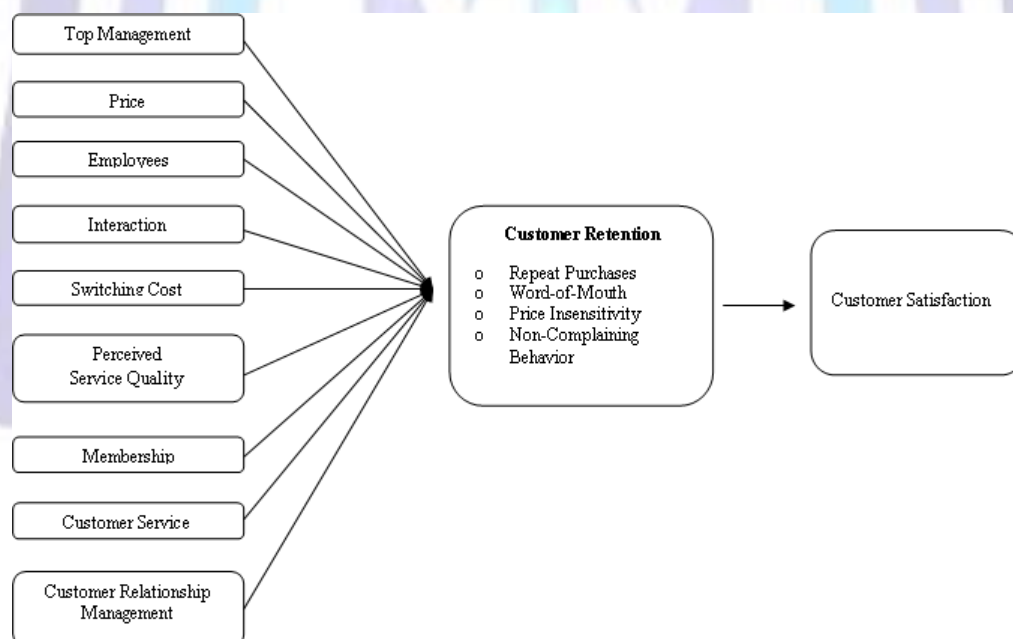 Top Management
Price
Employees
Interaction
Switching Cost
Perceived
Service Quality
Membership
Customer Service
Customer Relationship
Management
Customer Retention
o Repeat Purchases
o Word-of-Mouth
o Price Insensitivity
o Non-Complaining
Behavior
Customer Satisfaction